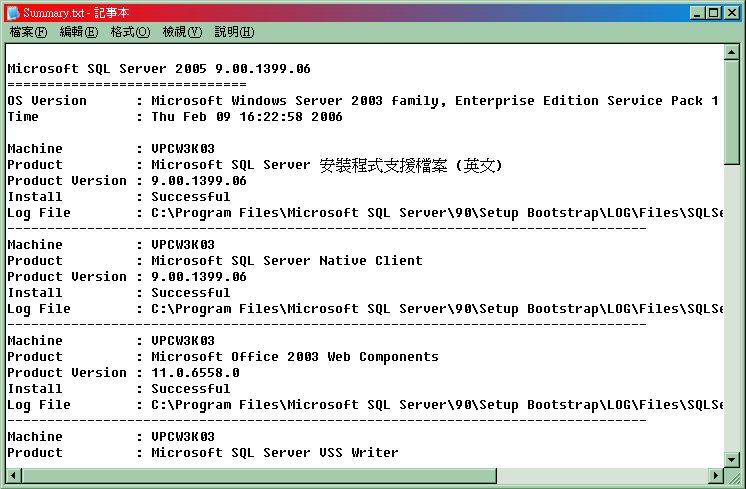 Summary.txt - 記事本
檔案(F) 編輯(E) 格式(O) 檢視(V) 說明(H)
Microsoft SQL Server 2005 9.00.1399.06
==============================
OS Version      : Microsoft Windows Server 2003 family, Enterprise Edition Service Pack 1
Time            : Thu Feb 09 16:22:58 2006
Machine         : VPCW3K03
Product         : Microsoft SQL Server 安裝程式支援檔案 (英文)
Product Version : 9.00.1399.06
Install         : Successful
Log File        : C:\Program Files\Microsoft SQL Server\90\Setup Bootstrap\LOG\Files\SQLSe
--------------------------------------------------------------------------------
Machine         : VPCW3K03
Product         : Microsoft SQL Server Native Client
Product Version : 9.00.1399.06
Install         : Successful
Log File        : C:\Program Files\Microsoft SQL Server\90\Setup Bootstrap\LOG\Files\SQLSe
--------------------------------------------------------------------------------
Machine         : VPCW3K03
Product         : Microsoft Office 2003 Web Components
Product Version : 11.0.6558.0
Install         : Successful
Log File        : C:\Program Files\Microsoft SQL Server\90\Setup Bootstrap\LOG\Files\SQLSe
--------------------------------------------------------------------------------
Machine         : VPCW3K03
Product         : Microsoft SQL Server VSS Writer